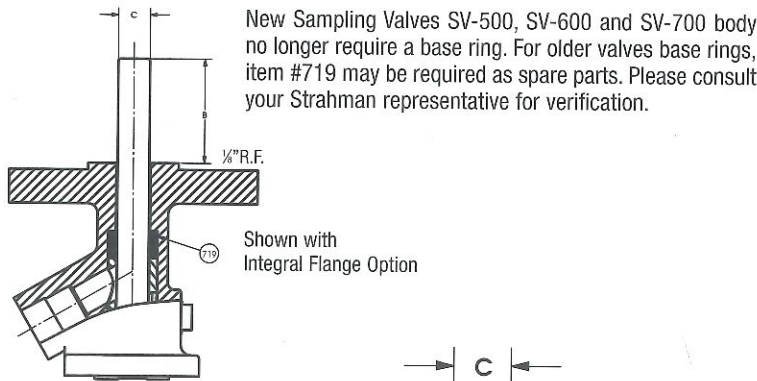 C
New Sampling Valves SV-500, SV-600 and SV-700 body
no longer require a base ring. For older valves base rings,
item #719 may be required as spare parts. Please consult
your Strahman representative for verification.
B
⅛"R.F.
719
Shown with
Integral Flange Option
C